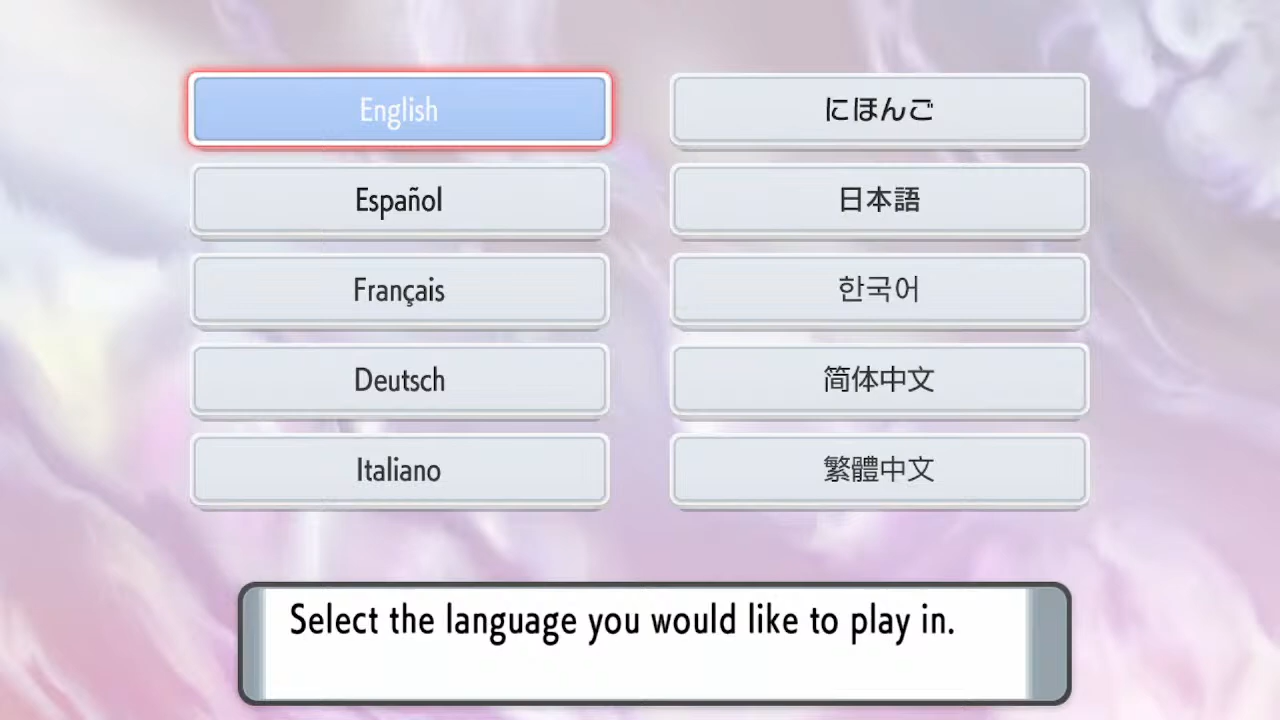 English
Español
Français
Deutsch
Italiano
にほんご
日本語
한국어
简体中文
繁體中文
Select the language you would like to play in.